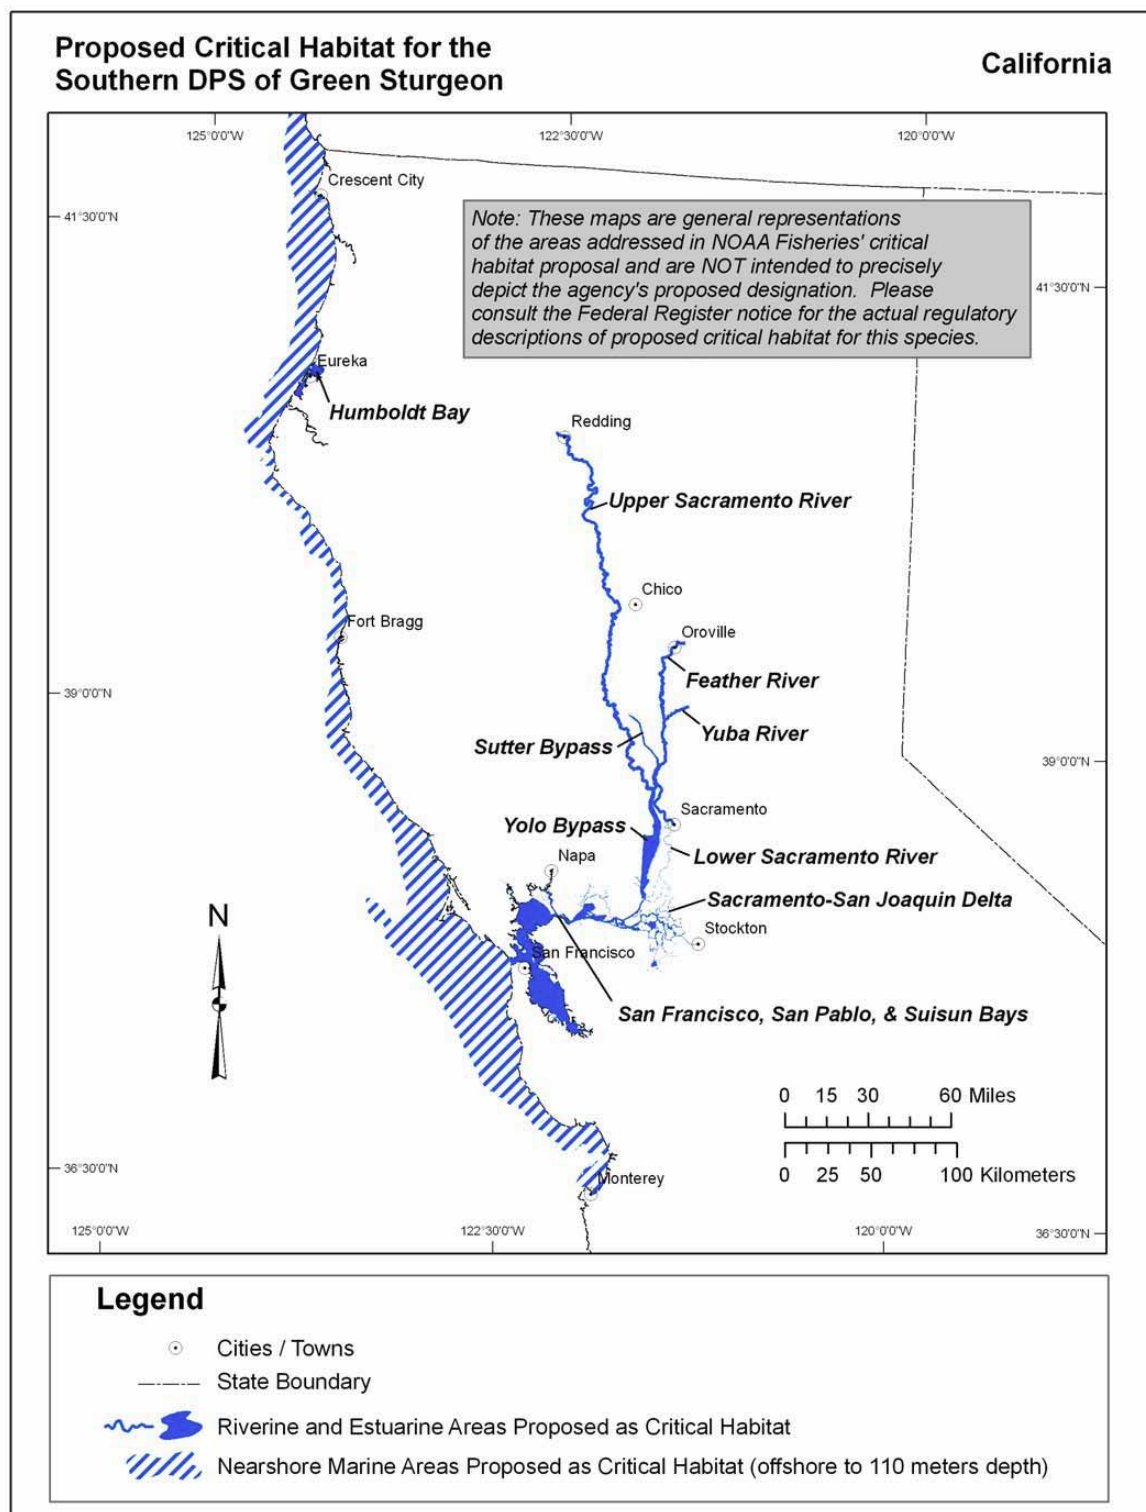 Proposed Critical Habitat for the
Southern DPS of Green Sturgeon
California
125°0'0"W
122°30'0"W
120°0'0"W
Crescent City
41°30'0"N
Note: These maps are general representations
of the areas addressed in NOAA Fisheries' critical
habitat proposal and are NOT intended to precisely
depict the agency's proposed designation. Please
consult the Federal Register notice for the actual regulatory
descriptions of proposed critical habitat for this species.
41°30'0"N
Eureka
Humboldt Bay
Redding
Upper Sacramento River
Chico
Fort Bragg
Oroville
Feather River
39°0'0"N
Yuba River
Sutter Bypass
39°0'0"N
Sacramento
Yolo Bypass
Napa
Lower Sacramento River
Sacramento-San Joaquin Delta
Stockton
N
San Francisco
San Francisco, San Pablo, & Suisun Bays
0 15 30 60 Miles
0 25 50 100 Kilometers
36°30'0"N
Monterey
125°0'0"W
122°30'0"W
120°0'0"W
36°30'0"N
Legend
Cities / Towns
State Boundary
Riverine and Estuarine Areas Proposed as Critical Habitat
Nearshore Marine Areas Proposed as Critical Habitat (offshore to 110 meters depth)